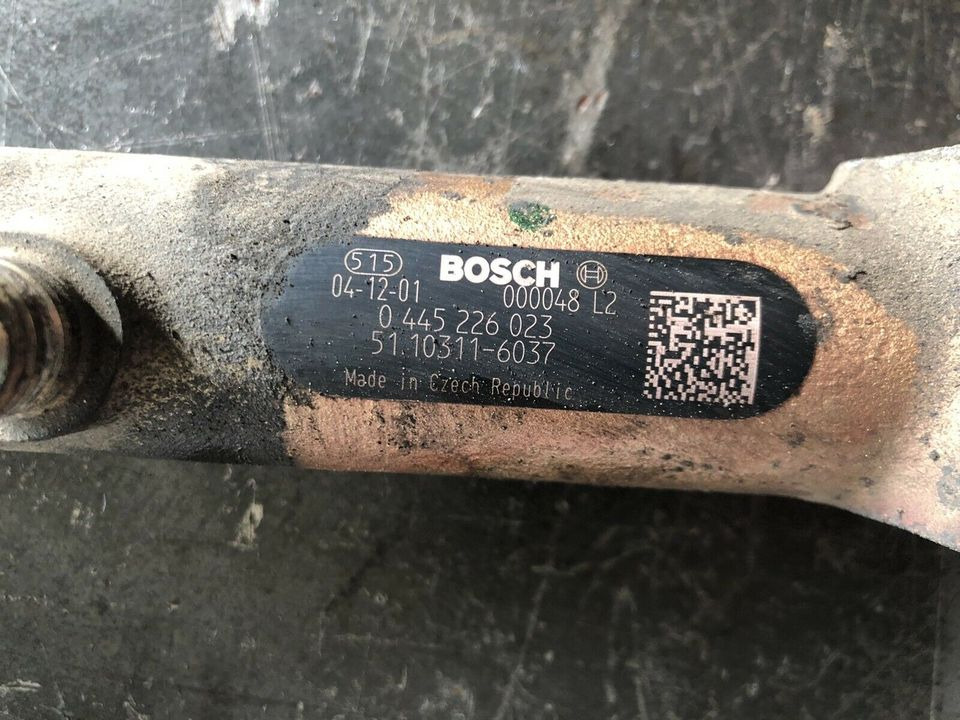 515 BOSCH
04-12-01 000048 L2
0 445 226 023
51.10311-6037
Made in Czech Republic